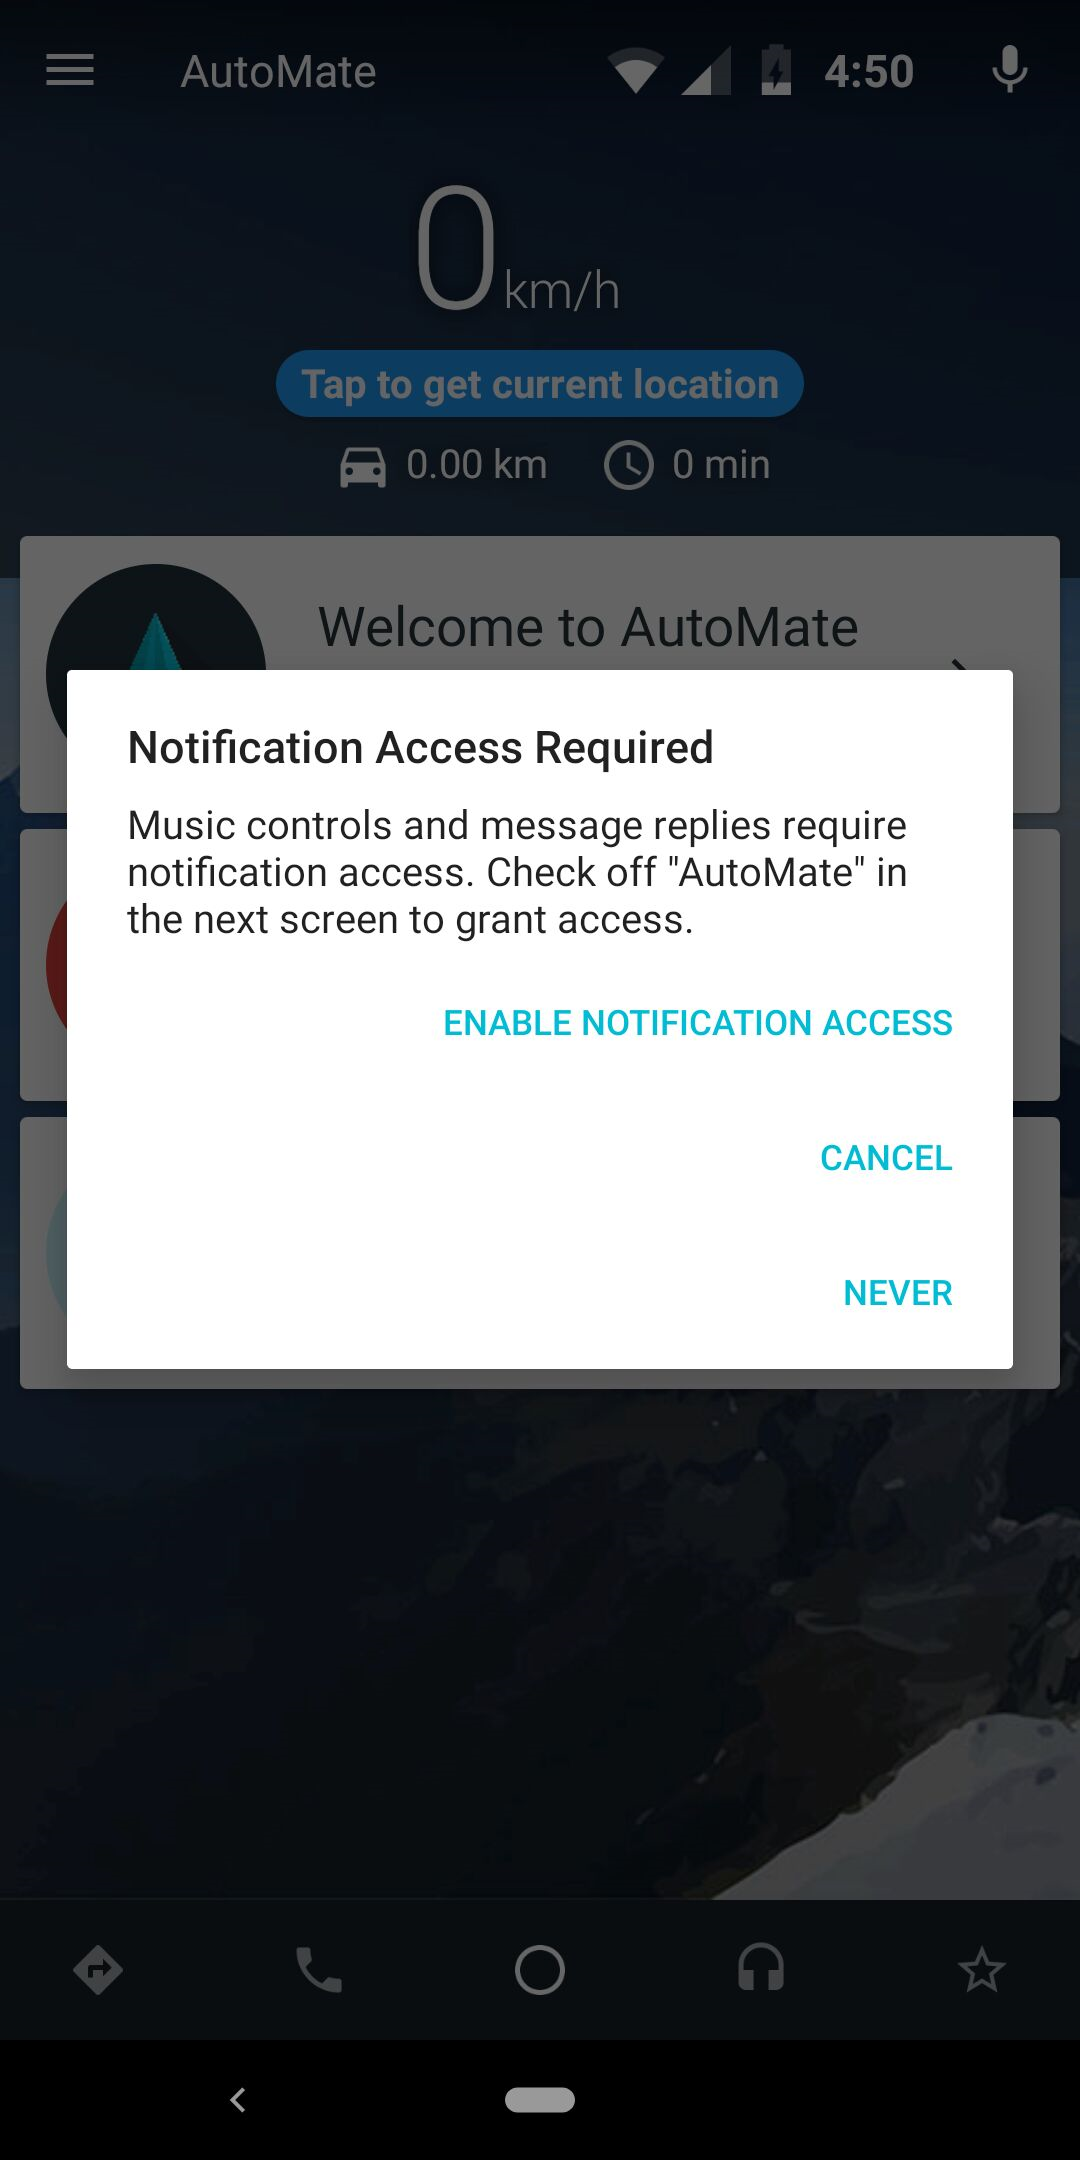 AutoMate
4:50
0 km/h
Tap to get current location
0.00 km
0 min
Welcome to AutoMate
Notification Access Required
Music controls and message replies require
notification access. Check off "AutoMate" in
the next screen to grant access.
ENABLE NOTIFICATION ACCESS
CANCEL
NEVER